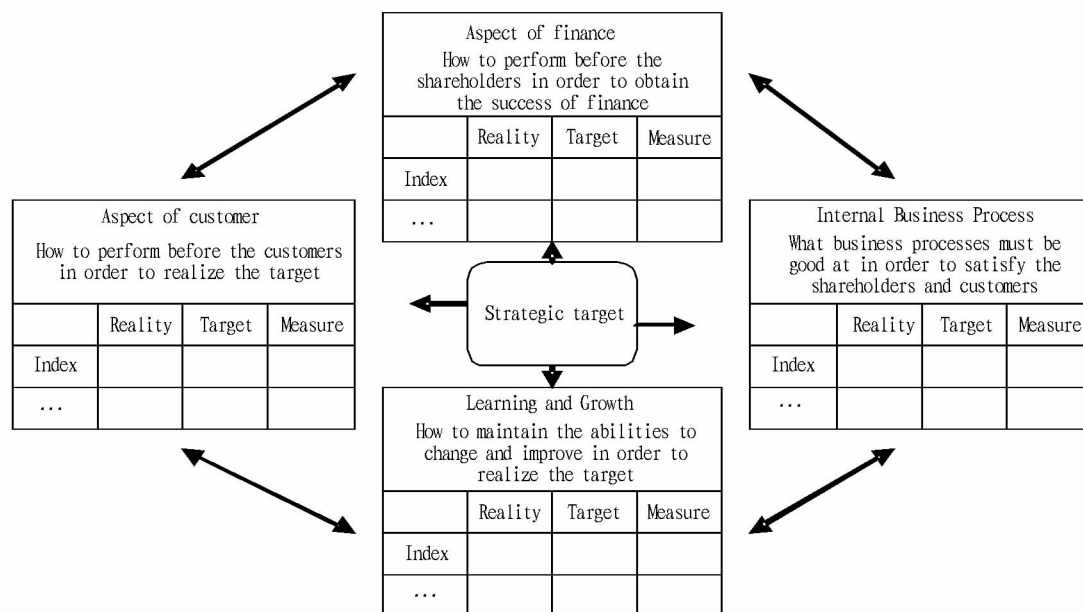 Aspect of finance
How to perform before the
shareholders in order to obtain
the success of finance
Reality Target Measure
Index
...
Aspect of customer
How to perform before the customers
in order to realize the target
Reality Target Measure
Index
...
Strategic target
Internal Business Process
What business processes must be
good at in order to satisfy the
shareholders and customers
Reality Target Measure
Index
...
Learning and Growth
How to maintain the abilities to
change and improve in order to
realize the target
Reality Target Measure
Index
...